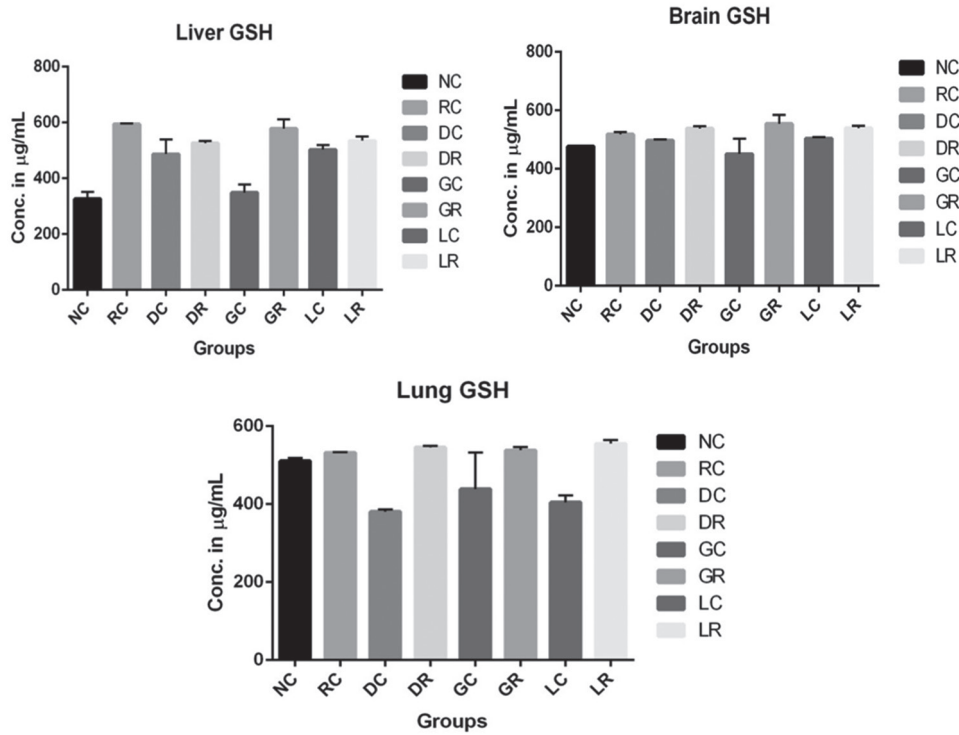 Liver GSH
800
600
400
200
0
Conc. in μg/mL
NC
RC
DC
DR
GC
GR
LC
LR
Groups
NC
RC
DC
DR
GC
GR
LC
LR
Brain GSH
800
600
400
200
0
Conc. in μg/mL
NC
RC
DC
DR
GC
GR
LC
LR
Groups
NC
RC
DC
DR
GC
GR
LC
LR
Lung GSH
600
400
200
0
Conc. in μg/mL
NC
RC
DC
DR
GC
GR
LC
LR
Groups
NC
RC
DC
DR
GC
GR
LC
LR